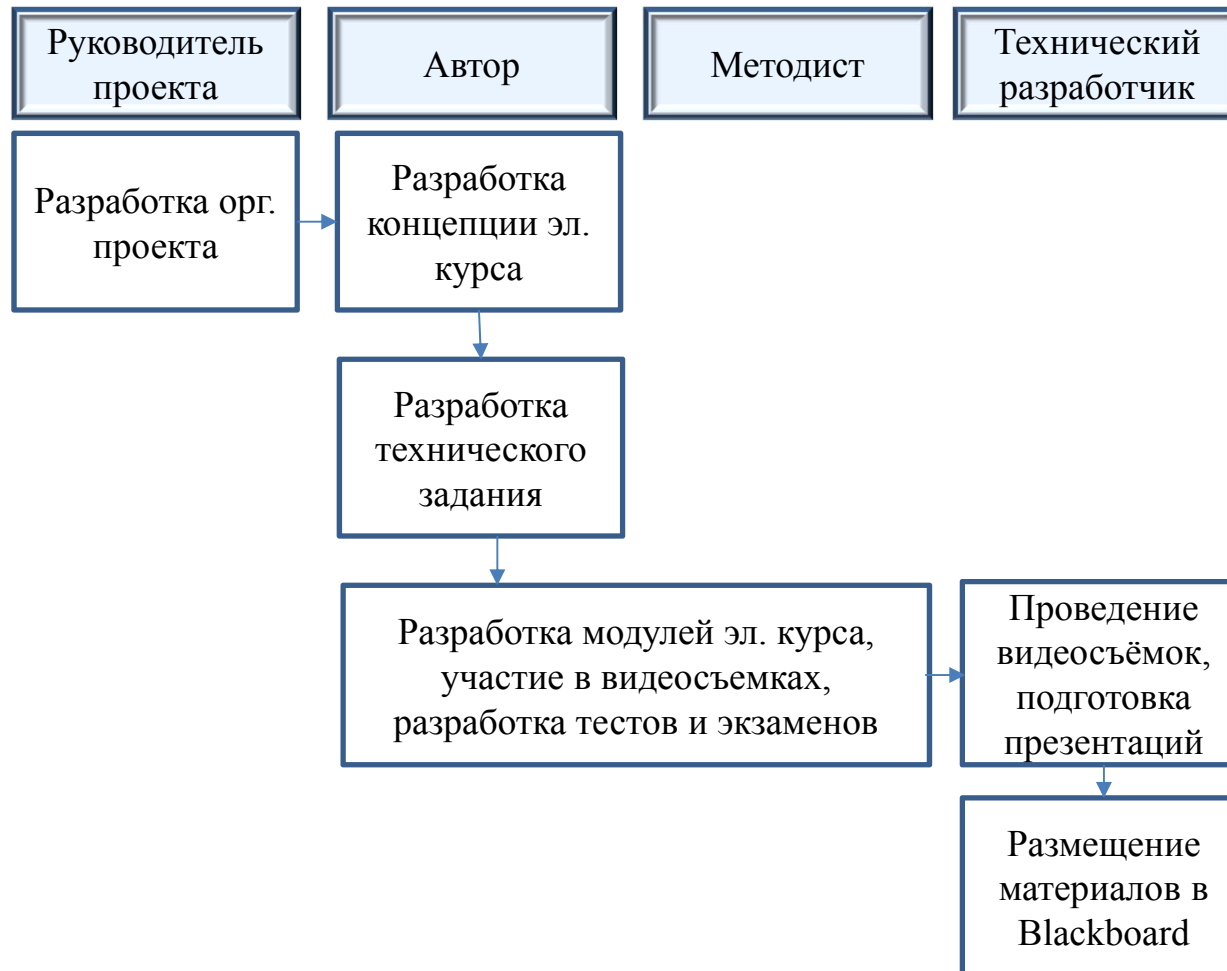 Руководитель
проекта
Автор
Методист
Технический
разработчик
Разработка орг.
проекта
Разработка
концепции эл.
курса
Разработка
технического
задания
Разработка модулей эл. курса,
участие в видеосъемках,
разработка тестов и экзаменов
Проведение
видеосъёмок,
подготовка
презентаций
Размещение
материалов в
Blackboard